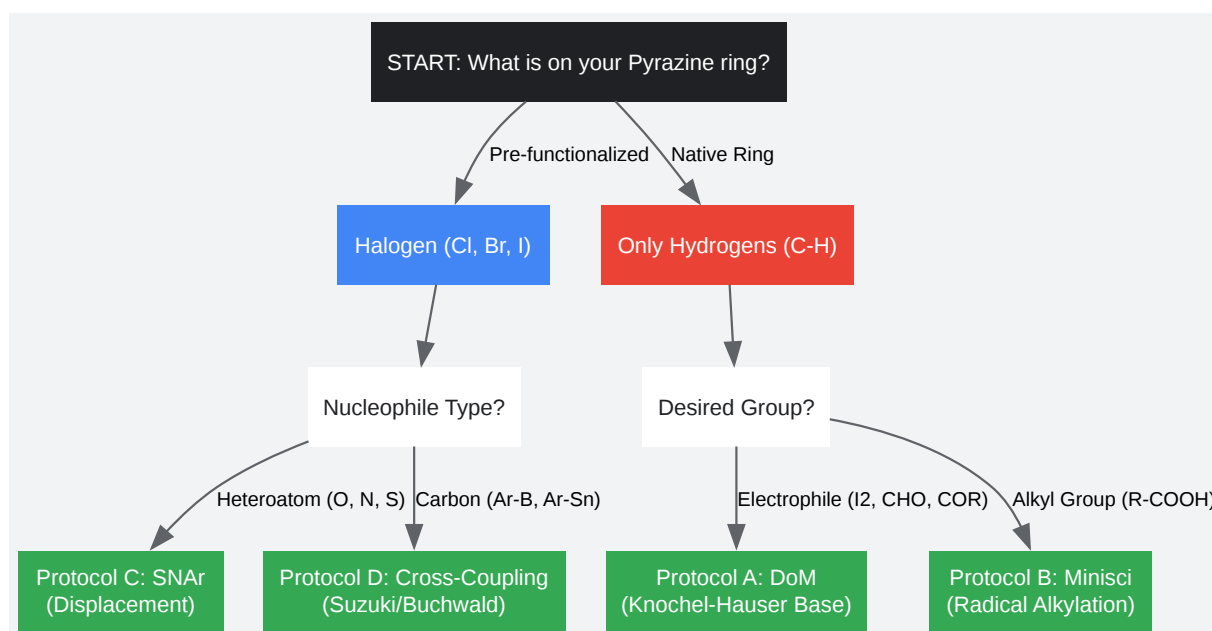 START: What is on your Pyrazine ring?
Pre-functionalized
Native Ring
Halogen (Cl, Br, I)
Only Hydrogens (C-H)
Nucleophile Type?
Desired Group?
Heteroatom (O, N, S)
Carbon (Ar-B, Ar-Sn)
Electrophile (I2, CHO, COR)
Alkyl Group (R-COOH)
Protocol C: SNAr
(Displacement)
Protocol D: Cross-Coupling
(Suzuki/Buchwald)
Protocol A: DoM
(Knochel-Hauser Base)
Protocol B: Minisci
(Radical Alkylation)